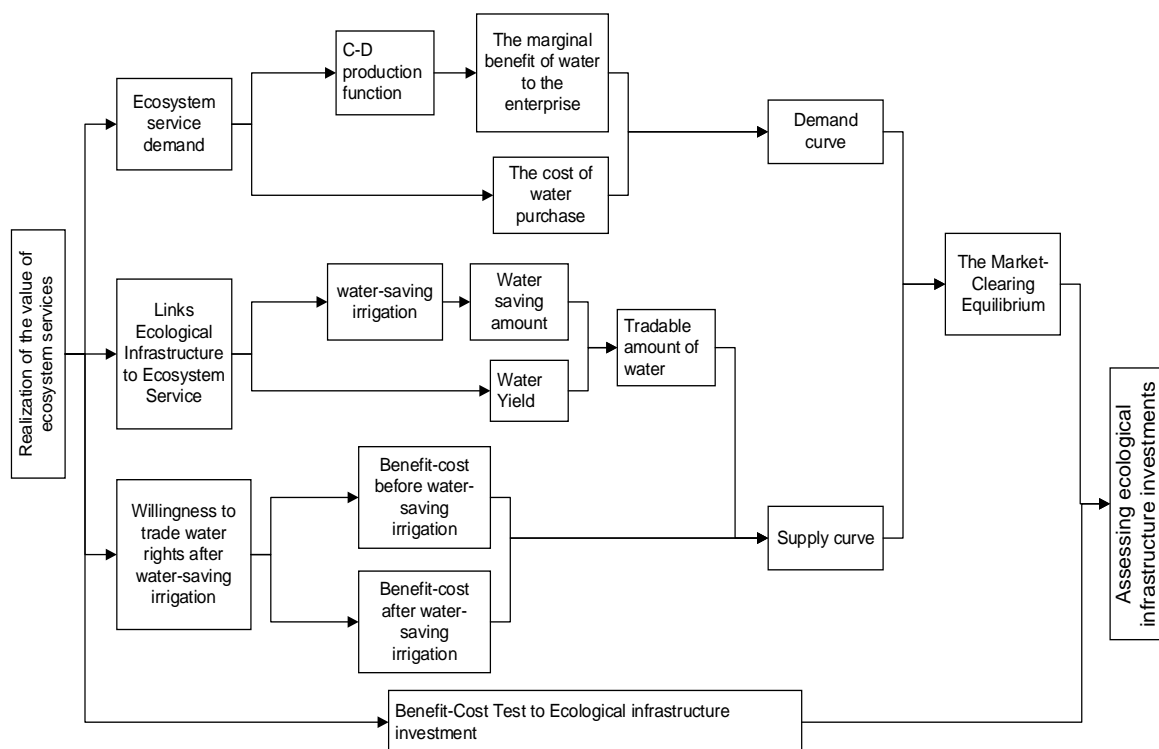 Realization of the value of
ecosystem services
Ecosystem
service
demand
C-D
production
function
The marginal
benefit of water
to the
enterprise
The cost of
water
purchase
Demand
curve
Links
Ecological
Infrastructure
to Ecosystem
Service
water-saving
irrigation
Water
saving
amount
Water
Yield
Tradable
amount of
water
Willingness to
trade water
rights after
water-saving
irrigation
Benefit-cost
before water-
saving
irrigation
Benefit-cost
after water-
saving
irrigation
Supply curve
The Market-
Clearing
Equilibrium
Benefit-Cost Test to Ecological infrastructure
investment
Assessing ecological
infrastructure investments